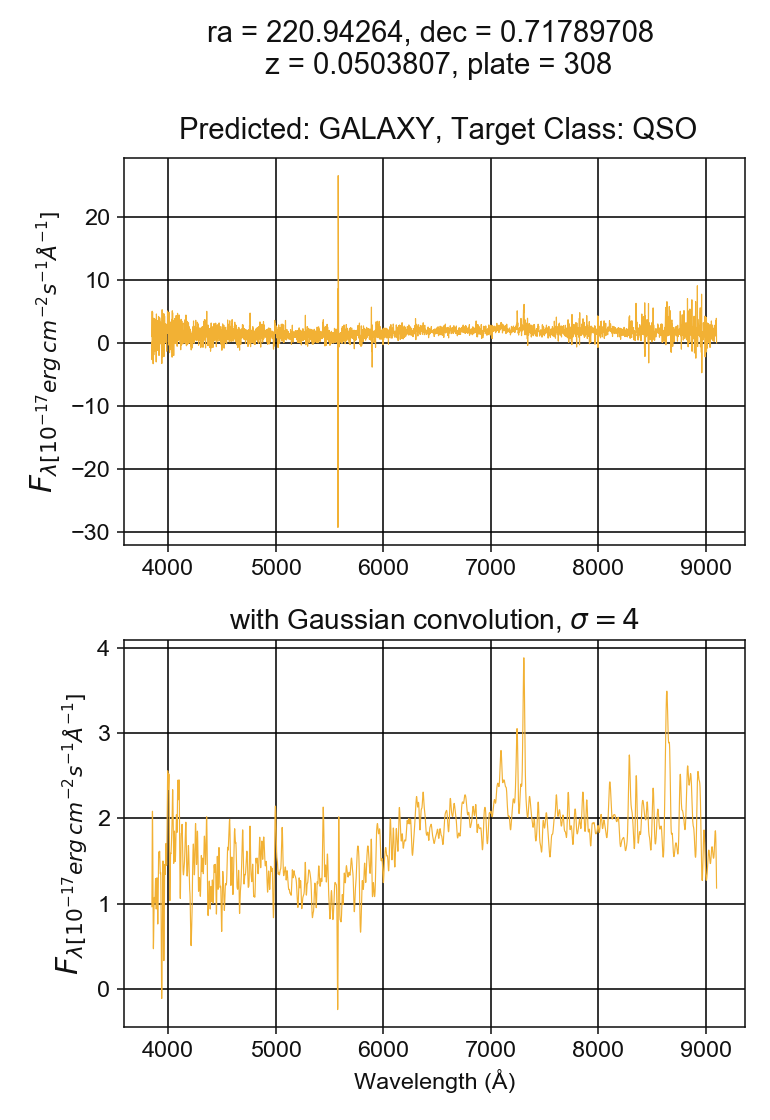 ra = 220.94264, dec = 0.71789708
z = 0.0503807, plate = 308
Predicted: GALAXY, Target Class: QSO
F_λ[10^{−17} erg cm^{−2} s^{−1} Å^{−1}]
20
10
0
−10
−20
−30
4000 5000 6000 7000 8000 9000
with Gaussian convolution, σ = 4
F_λ[10^{−17} erg cm^{−2} s^{−1} Å^{−1}]
4
3
2
1
0
4000 5000 6000 7000 8000 9000
Wavelength (Å)